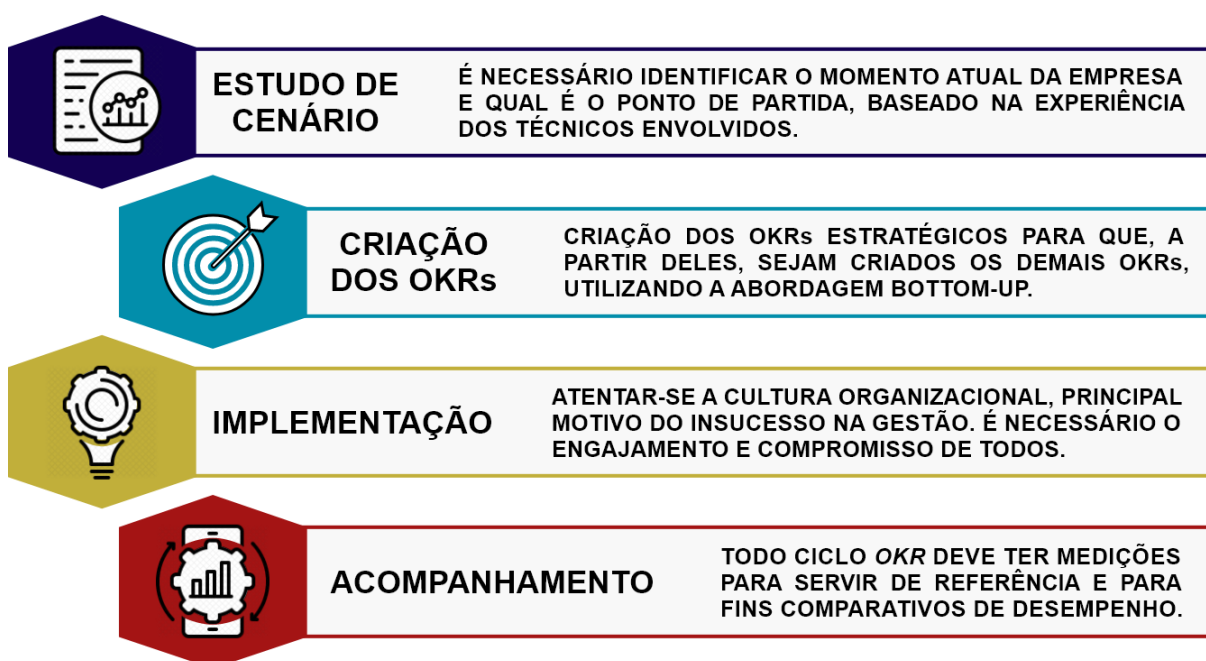 ESTUDO DE
CENÁRIO
É NECESSÁRIO IDENTIFICAR O MOMENTO ATUAL DA EMPRESA
E QUAL É O PONTO DE PARTIDA, BASEADO NA EXPERIÊNCIA
DOS TÉCNICOS ENVOLVIDOS.
CRIAÇÃO
DOS OKRs
CRIAÇÃO DOS OKRs ESTRATÉGICOS PARA QUE, A
PARTIR DELES, SEJAM CRIADOS OS DEMAIS OKRs,
UTILIZANDO A ABORDAGEM BOTTOM-UP.
IMPLEMENTAÇÃO
ATENTAR-SE A CULTURA ORGANIZACIONAL, PRINCIPAL
MOTIVO DO INSUCESSO NA GESTÃO. É NECESSÁRIO O
ENGAJAMENTO E COMPROMISSO DE TODOS.
ACOMPANHAMENTO
TODO CICLO OKR DEVE TER MEDIÇÕES
PARA SERVIR DE REFERÊNCIA E PARA
FINS COMPARATIVOS DE DESEMPENHO.